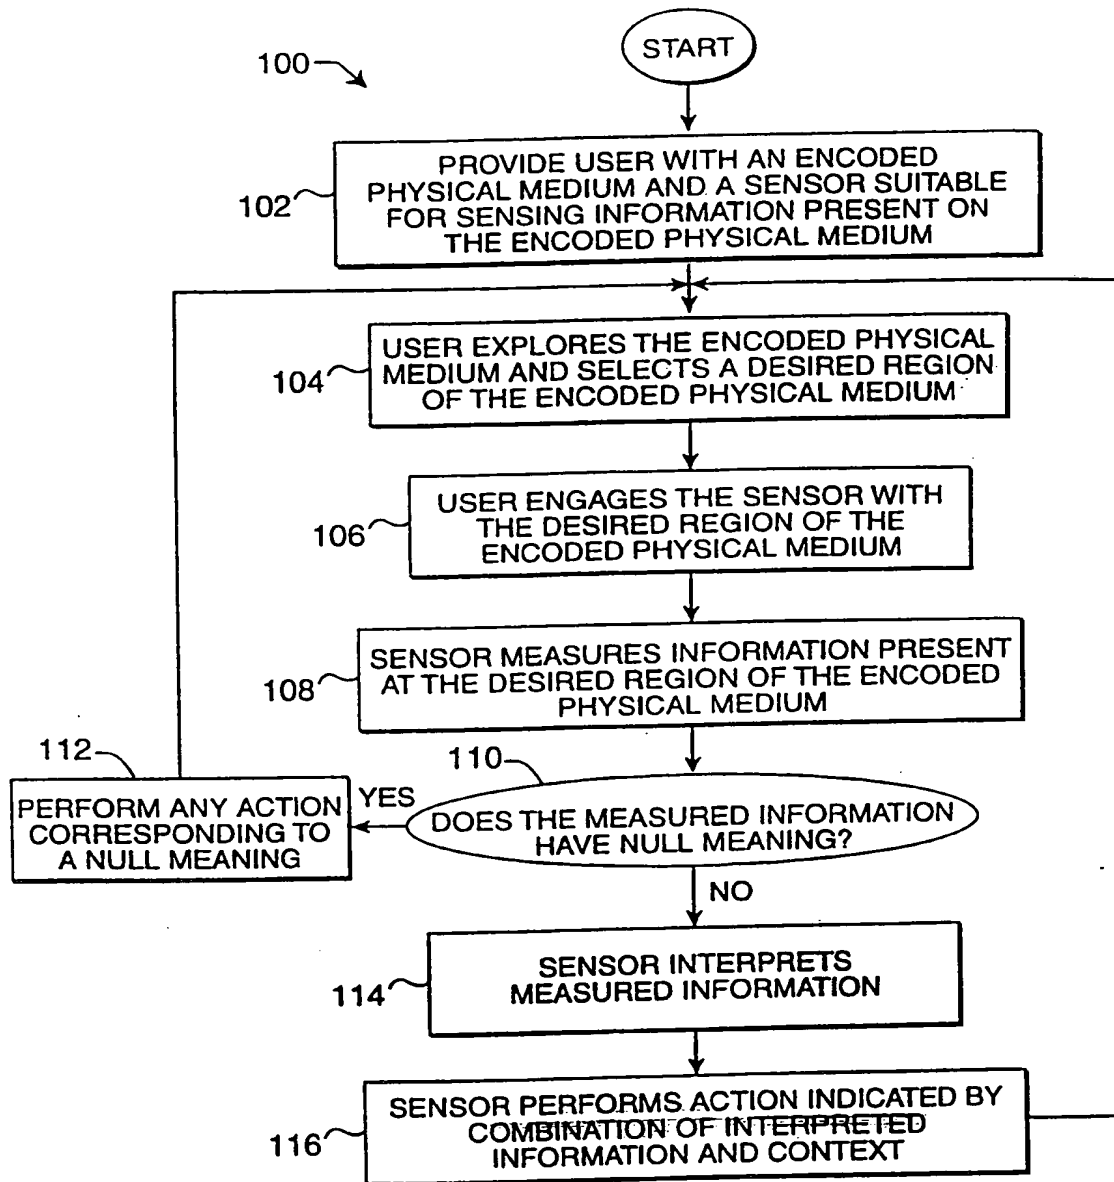 START
100
PROVIDE USER WITH AN ENCODED
PHYSICAL MEDIUM AND A SENSOR SUITABLE
FOR SENSING INFORMATION PRESENT ON
THE ENCODED PHYSICAL MEDIUM
102
USER EXPLORES THE ENCODED PHYSICAL
MEDIUM AND SELECTS A DESIRED REGION
OF THE ENCODED PHYSICAL MEDIUM
104
USER ENGAGES THE SENSOR WITH
THE DESIRED REGION OF THE
ENCODED PHYSICAL MEDIUM
106
SENSOR MEASURES INFORMATION PRESENT
AT THE DESIRED REGION OF THE ENCODED
PHYSICAL MEDIUM
108
110
DOES THE MEASURED INFORMATION
HAVE NULL MEANING?
YES
112
PERFORM ANY ACTION
CORRESPONDING TO
A NULL MEANING
NO
SENSOR INTERPRETS
MEASURED INFORMATION
114
SENSOR PERFORMS ACTION INDICATED BY
COMBINATION OF INTERPRETED
INFORMATION AND CONTEXT
116